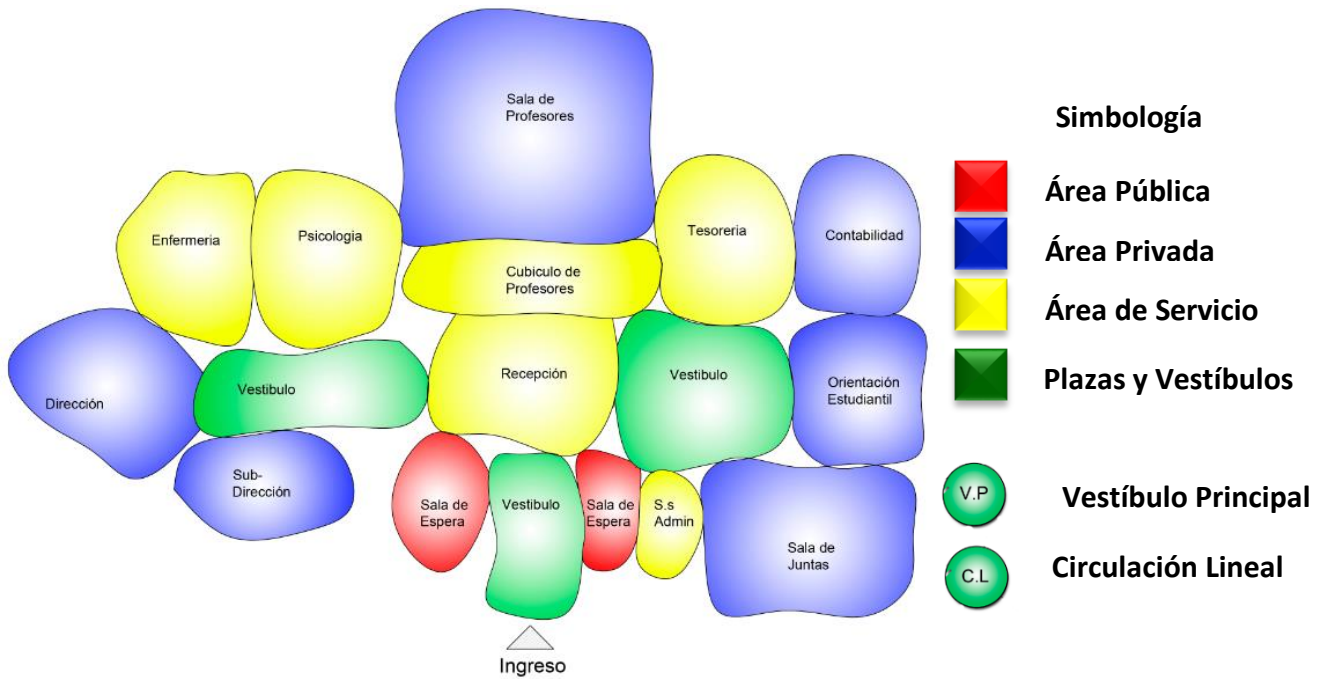 Sala de
Profesores
Enfermeria
Psicologia
Tesoreria
Contabilidad
Cubiculo de
Profesores
Dirección
Vestibulo
Recepción
Vestibulo
Orientación
Estudiantil
Sub-
Dirección
Sala de
Espera
Vestibulo
Sala de
Espera
S.s
Admin
Sala de
Juntas
Ingreso
Simbología
Área Pública
Área Privada
Área de Servicio
Plazas y Vestíbulos
V.P
Vestíbulo Principal
C.L
Circulación Lineal